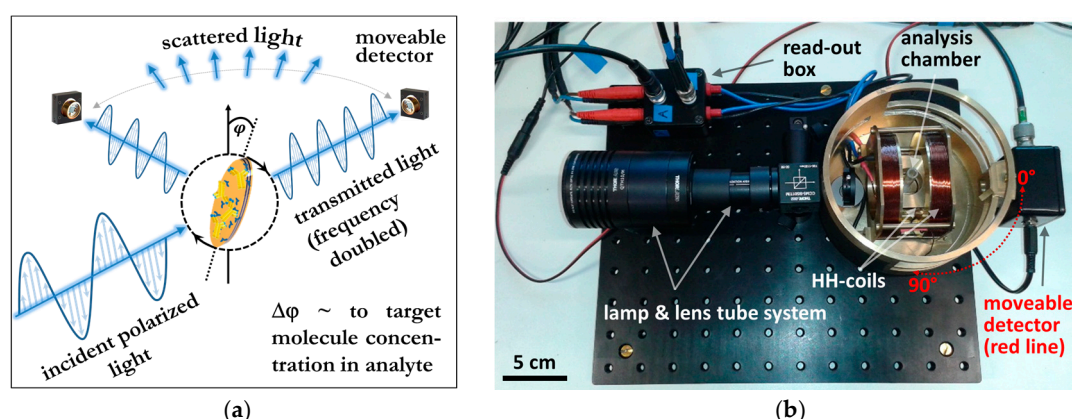 scattered light
moveable
detector
φ
transmitted light
(frequency
doubled)
incident polarized
light
Δφ ~ to target
molecule concen-
tration in analyte
(a)
read-out
box
analysis
chamber
A
THORLABS
0°
HH-coils
90°
lamp & lens tube system
moveable
detector
(red line)
5 cm
(b)